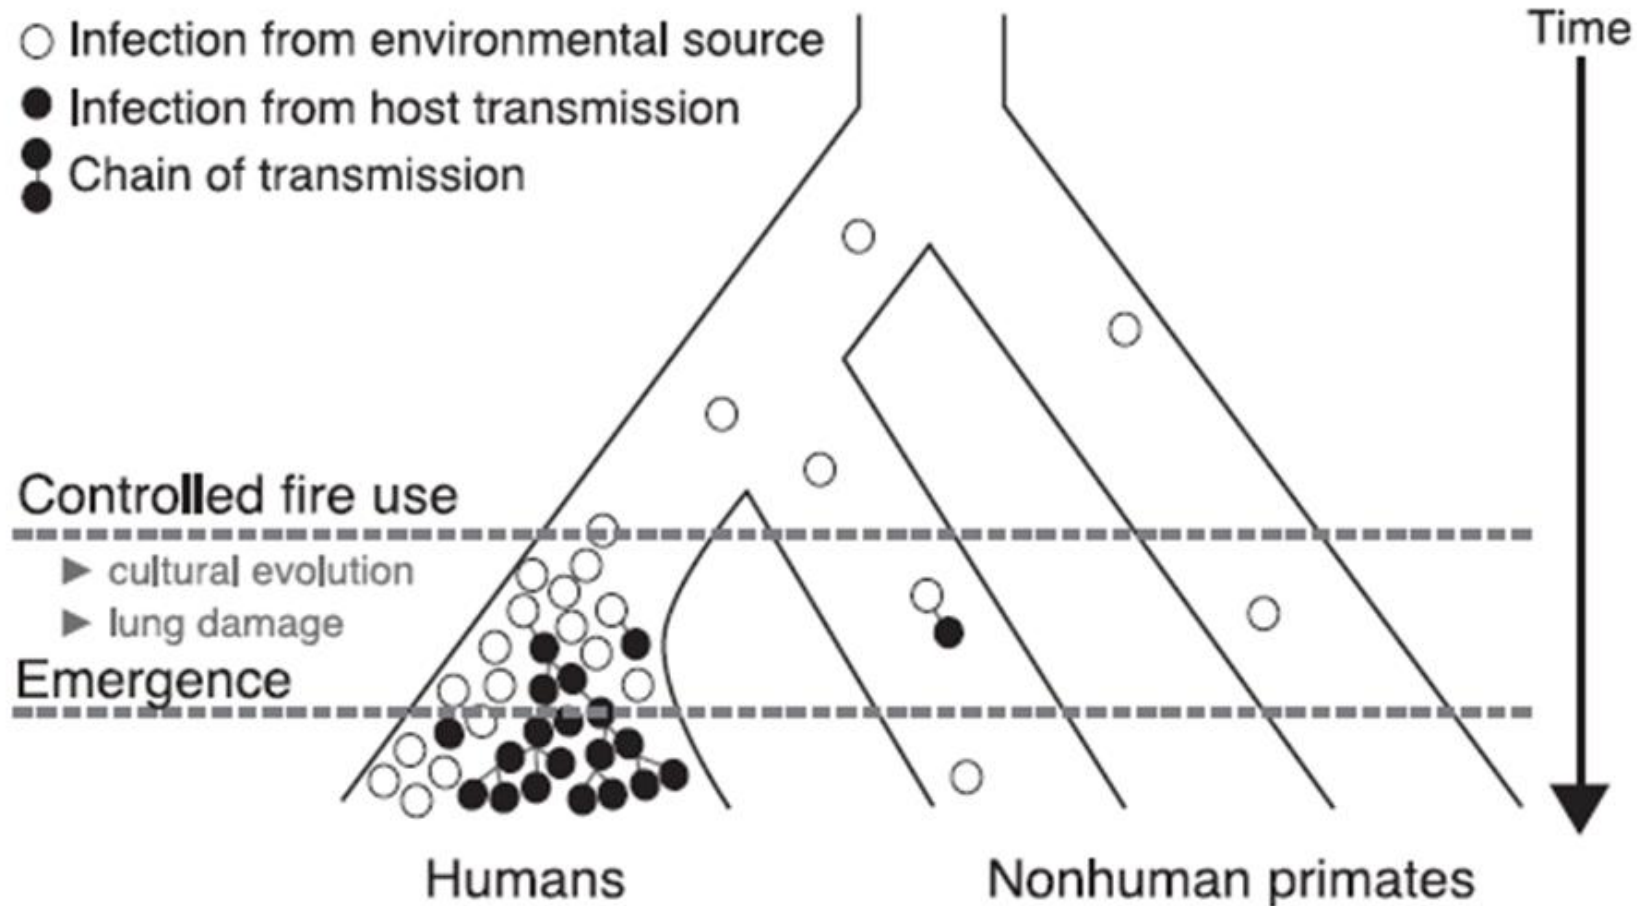 Infection from environmental source
Infection from host transmission
Chain of transmission
Time
Controlled fire use
cultural evolution
lung damage
Emergence
Humans
Nonhuman primates